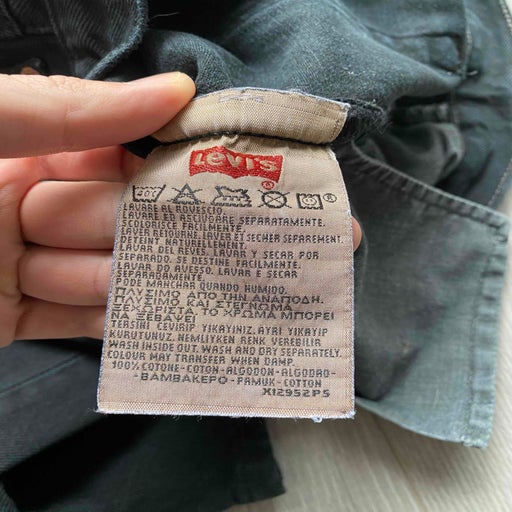 LEVI'S
®
40°C
LAVARE AL ROVESCIO.
LAVARE ED ASCIUGARE SEPARATAMENTE.
SCOLORISCE FACILMENTE.
LAVER RETOURNÉ. LAVER ET SECHER SEPAREMENT.
DETEINT NATURELLEMENT.
LAVAR DEL REVES. LAVAR Y SECAR POR
SEPARADO. SE DESTIÑE FACILMENTE.
LAVAR DO AVESSO. LAVAR E SECAR
SEPARADAMENTE.
PODE MANCHAR QUANDO HUMIDO.
ΠΛΥΣΙΜΟ ΑΠΟ ΤΗΝ ΑΝΑΠΟΔΗ.
ΠΛΥΣΙΜΟ ΚΑΙ ΣΤΕΓΝΩΜΑ
ΞΕΧΩΡΙΣΤΑ. ΤΟ ΧΡΩΜΑ ΜΠΟΡΕΙ
ΝΑ ΞΕΒΑΨΕΙ
TERSINI ÇEVIRIP YIKAYINIZ. AYRI YIKAYIP
KURUTUNUZ. NEMLIYKEN RENK VEREBILIR
WASH INSIDE OUT. WASH AND DRY SEPARATELY.
COLOUR MAY TRANSFER WHEN DAMP.
100% COTONE-COTON-ALGODON-ALGODAO-
-BAMBAKEPO-PAMUK-COTTON
X12952P5